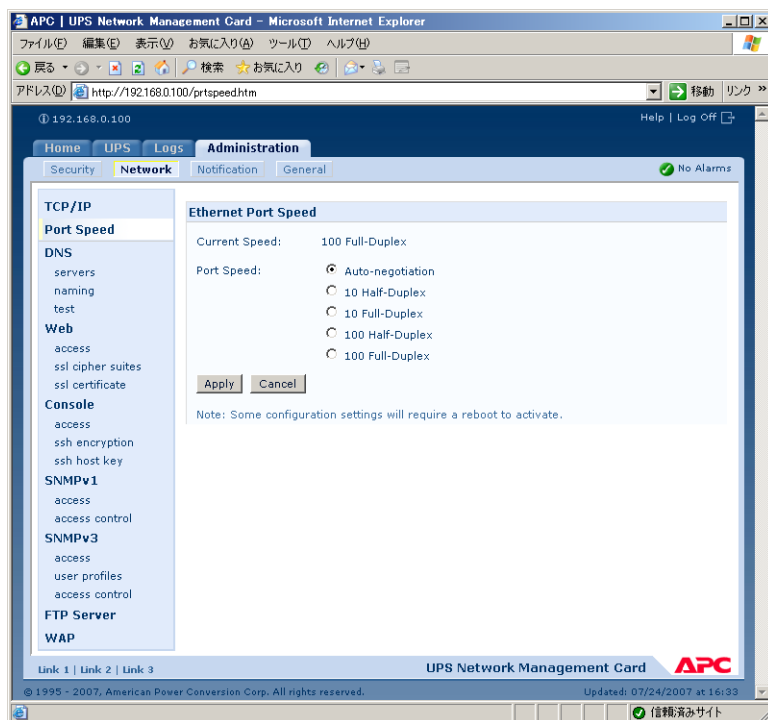 APC | UPS Network Management Card - Microsoft Internet Explorer
ファイル(F) 編集(E) 表示(V) お気に入り(A) ツール(T) ヘルプ(H)
戻る 検索 お気に入り
アドレス(D) http://192.168.0.100/prtspeed.htm 移動 リンク »
192.168.0.100 Help | Log Off
Home UPS Logs Administration
Security Network Notification General No Alarms
TCP/IP
Port Speed
DNS
servers
naming
test
Web
access
ssl cipher suites
ssl certificate
Console
access
ssh encryption
ssh host key
SNMPv1
access
access control
SNMPv3
access
user profiles
access control
FTP Server
WAP
Ethernet Port Speed
Current Speed: 100 Full-Duplex
Port Speed: Auto-negotiation
10 Half-Duplex
10 Full-Duplex
100 Half-Duplex
100 Full-Duplex
Apply Cancel
Note: Some configuration settings will require a reboot to activate.
Link 1 | Link 2 | Link 3 UPS Network Management Card APC
© 1995 - 2007, American Power Conversion Corp. All rights reserved. Updated: 07/24/2007 at 16:33
信頼済みサイト